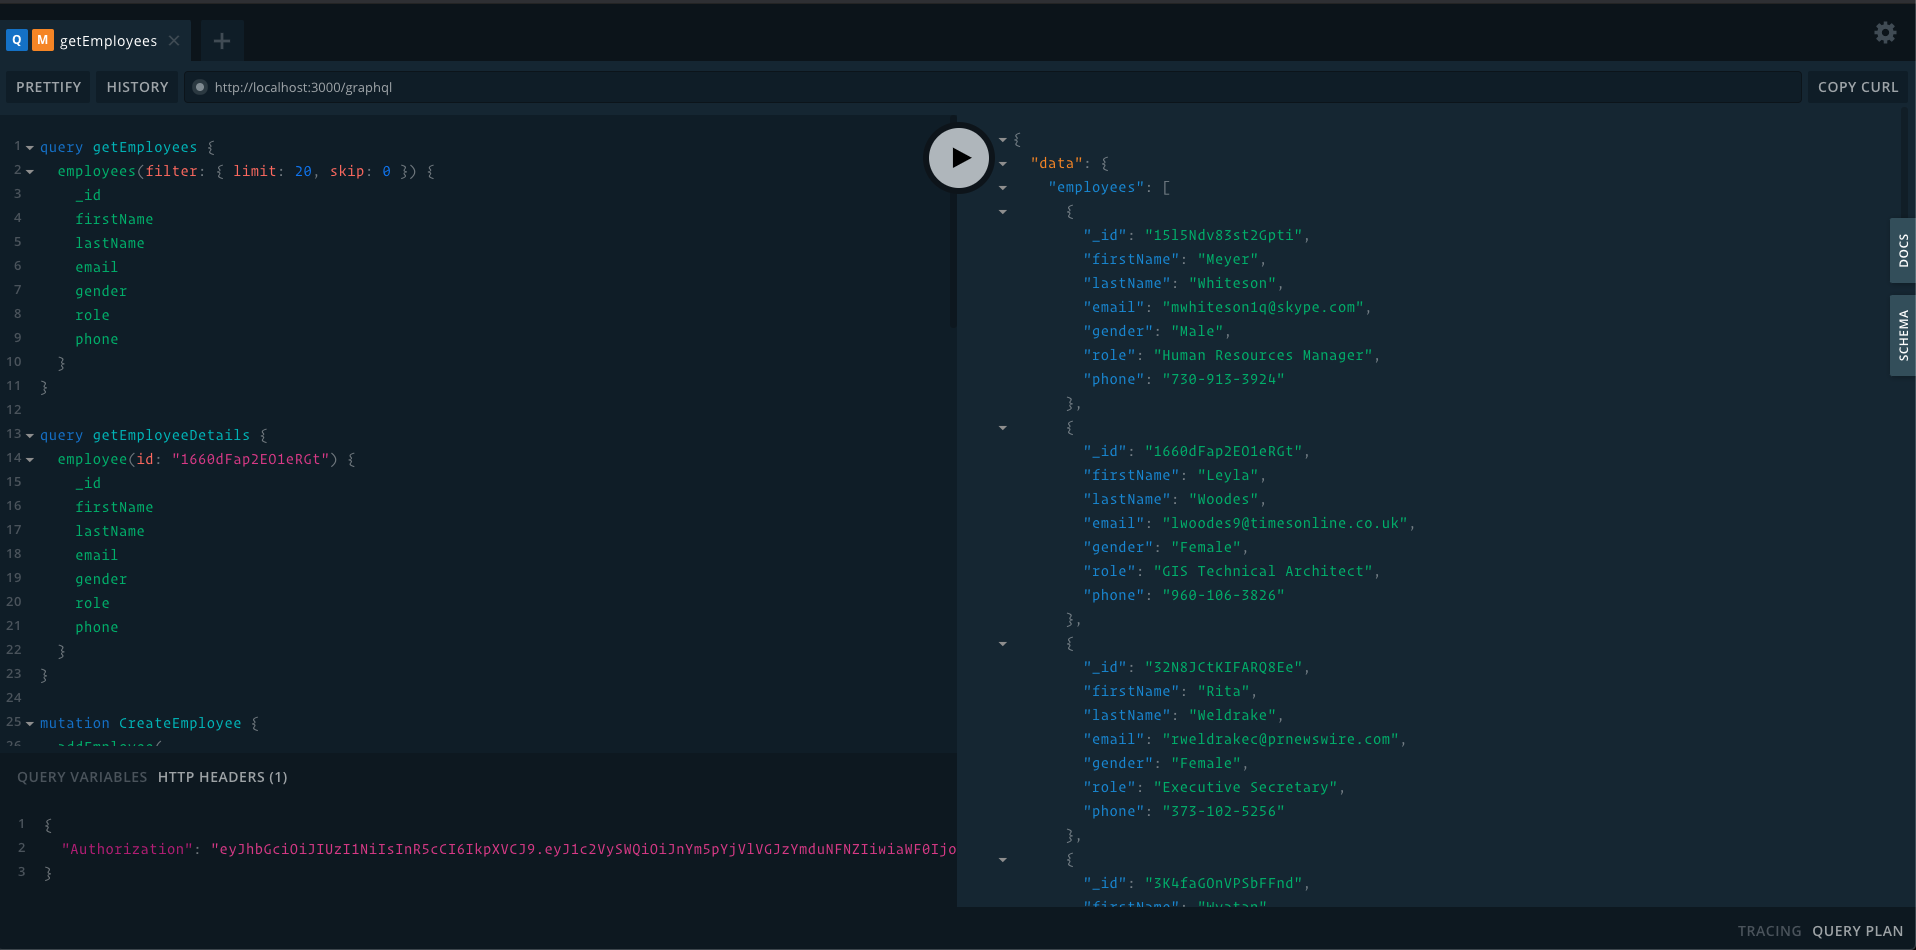 Q M getEmployees × +
PRETTIFY HISTORY http://localhost:3000/graphql COPY CURL
1 query getEmployees {
2 employees(filter: { limit: 20, skip: 0 }) {
3 _id
4 firstName
5 lastName
6 email
7 gender
8 role
9 phone
10 }
11 }
12
13 query getEmployeeDetails {
14 employee(id: "1660dFap2EO1eRGt") {
15 _id
16 firstName
17 lastName
18 email
19 gender
20 role
21 phone
22 }
23 }
24
25 mutation CreateEmployee {
26 addEmployee(
QUERY VARIABLES HTTP HEADERS (1)
1 {
2 "Authorization": "eyJhbGciOiJIUzI1NiIsInR5cCI6IkpXVCJ9.eyJ1c2VySWQiOiJnYm5pYjVlVGJzYmduNFNZIiwiaWF0Ijo
3 }
{
"data": {
"employees": [
{
"_id": "15l5Ndv83st2Gpti",
"firstName": "Meyer",
"lastName": "Whiteson",
"email": "mwhiteson1q@skype.com",
"gender": "Male",
"role": "Human Resources Manager",
"phone": "730-913-3924"
},
{
"_id": "1660dFap2EO1eRGt",
"firstName": "Leyla",
"lastName": "Woodes",
"email": "lwoodes9@timesonline.co.uk",
"gender": "Female",
"role": "GIS Technical Architect",
"phone": "960-106-3826"
},
{
"_id": "32N8JCtKIFARQ8Ee",
"firstName": "Rita",
"lastName": "Weldrake",
"email": "rweldrakec@prnewswire.com",
"gender": "Female",
"role": "Executive Secretary",
"phone": "373-102-5256"
},
{
"_id": "3K4faGOnVPSbFFnd",
"firstName": "Wyatan"
DOCS
SCHEMA
TRACING QUERY PLAN